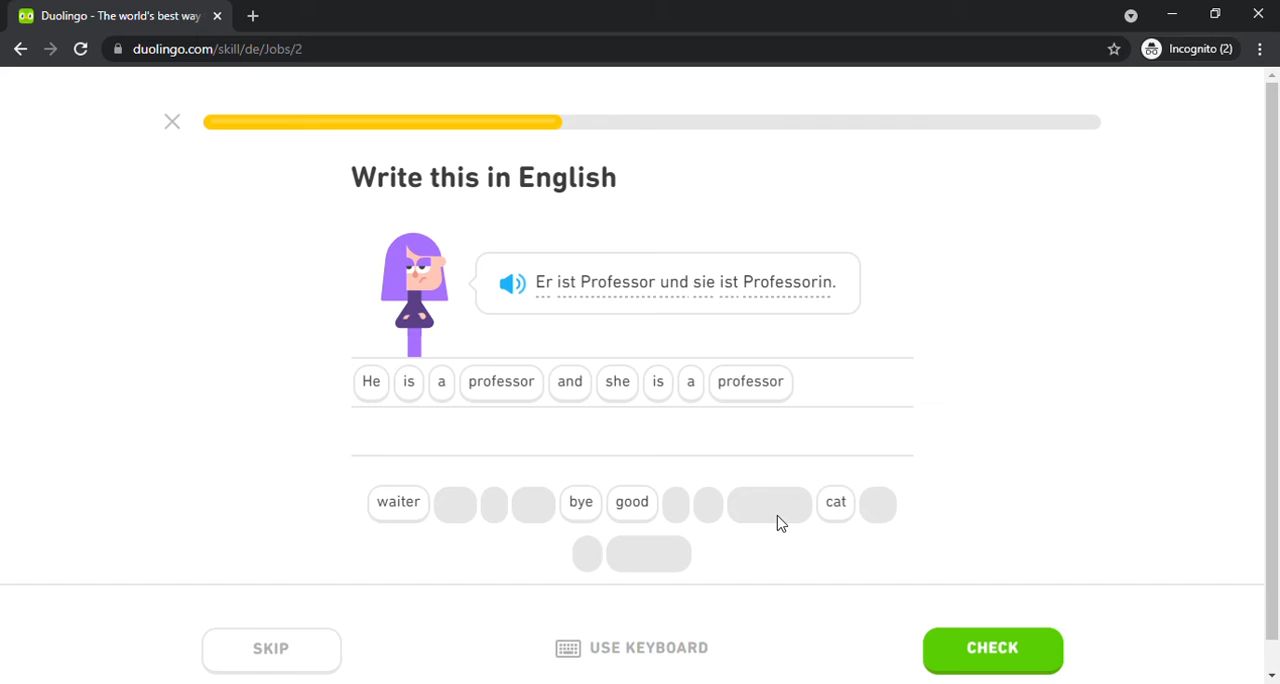 Duolingo - The world's best way
duolingo.com/skill/de/Jobs/2
Incognito (2)
Write this in English
Er ist Professor und sie ist Professorin.
He is a professor and she is a professor
waiter bye good cat
SKIP USE KEYBOARD CHECK